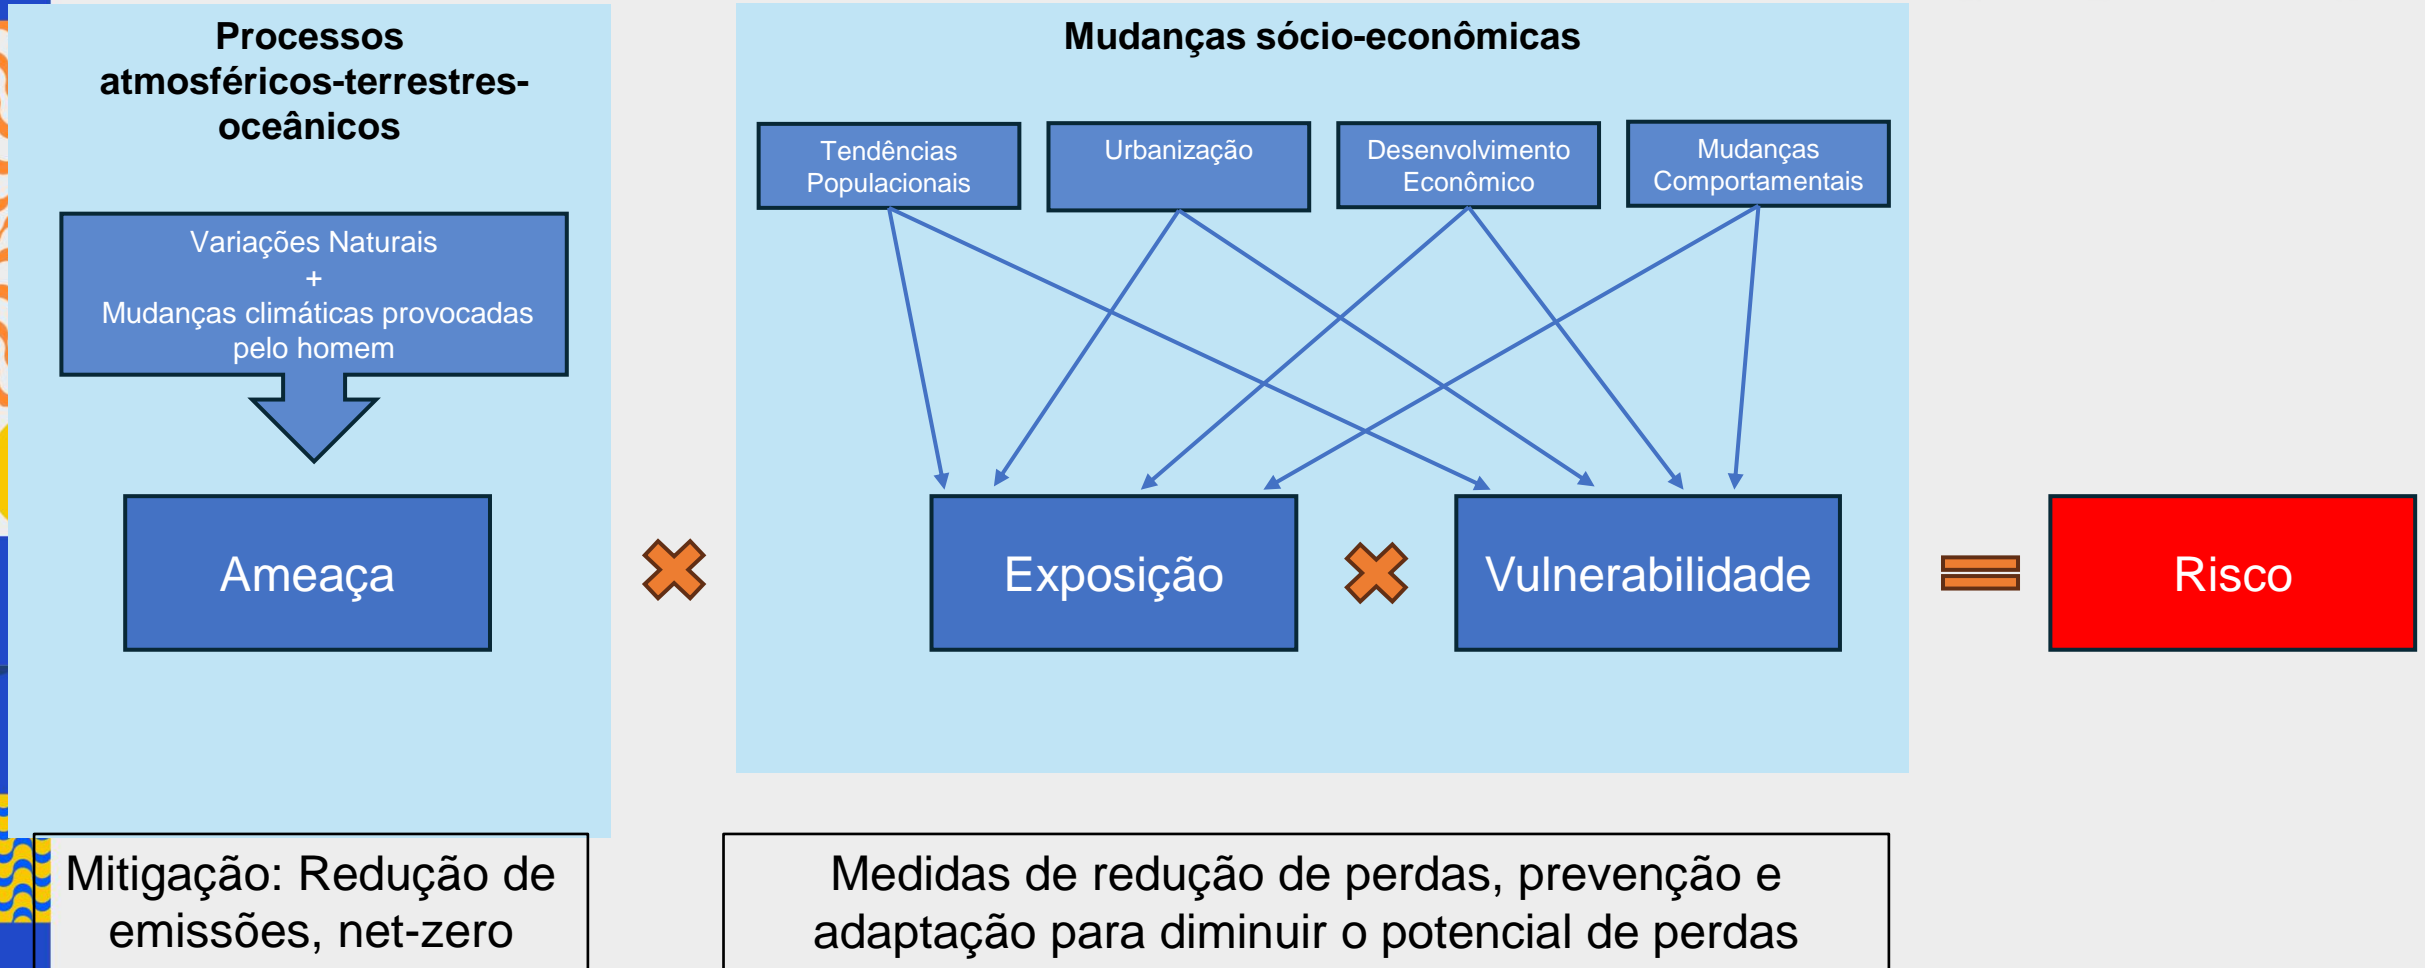 Processos
atmosféricos-terrestres-
oceânicos
Variações Naturais
+
Mudanças climáticas provocadas
pelo homem
Ameaça
Mudanças sócio-econômicas
Tendências
Populacionais
Urbanização
Desenvolvimento
Econômico
Mudanças
Comportamentais
Exposição
Vulnerabilidade
Risco
Mitigação: Redução de
emissões, net-zero
Medidas de redução de perdas, prevenção e
adaptação para diminuir o potencial de perdas